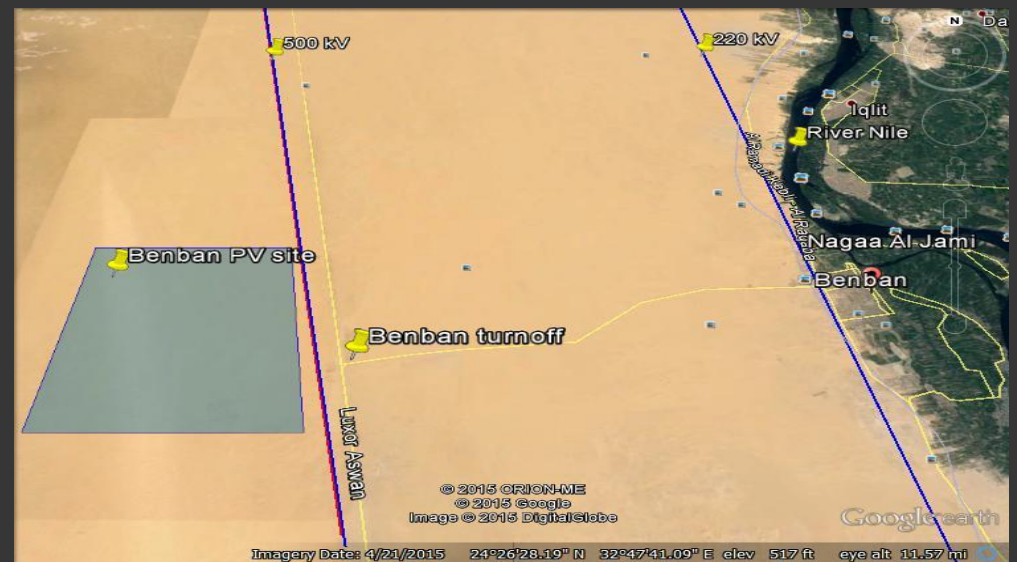 500 kV
220 kV
N
Da
Iqlit
River Nile
Nagaa Al Jami
Benban PV site
Benban
Benban turnoff
Luxor Aswan
© 2015 ORION-ME
© 2015 Google
Image © 2015 DigitalGlobe
Google earth
Imagery Date: 4/21/2015 24°26'28.19" N 32°47'41.09" E elev 517 ft eye alt 11.57 mi